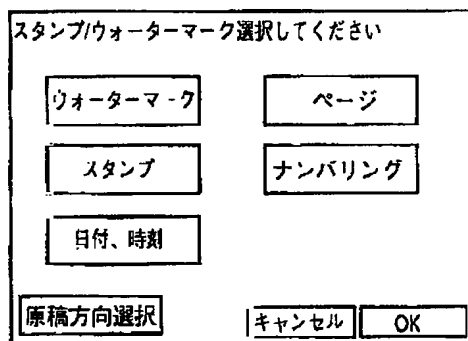 スタンプ/ウォーターマーク選択してください
ウォーターマーク
ページ
スタンプ
ナンバリング
日付、時刻
原稿方向選択
キャンセル
OK